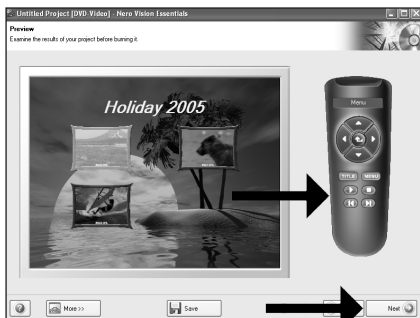 Untitled Project [DVD-Video] - Nero Vision Essentials
Preview
Examine the results of your project before burning it.
Holiday 2005
Menu
TITLE MENU
More >>
Save
Next